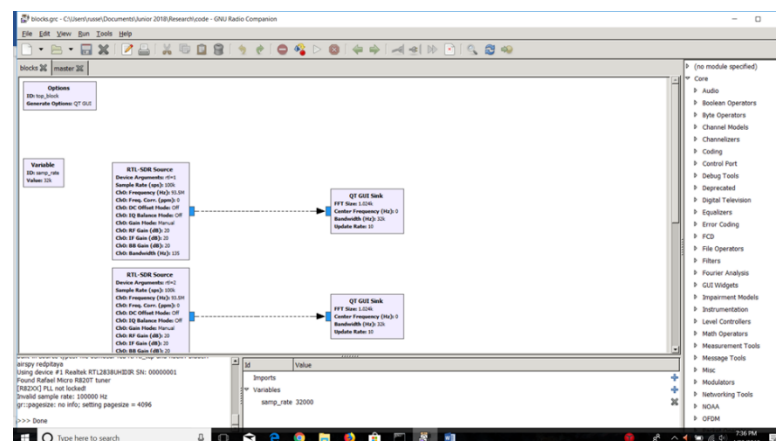 blocks.grc - C:\Users\russe\Documents\Junior 2018\Research\code - GNU Radio Companion
File Edit View Run Tools Help
blocks
master
Options
ID: top_block
Generate Options: QT GUI
Variable
ID: samp_rate
Value: 32k
RTL-SDR Source
Device Arguments: rtl=1
Sample Rate (sps): 100k
Ch0: Frequency (Hz): 93.9M
Ch0: Freq. Corr. (ppm): 0
Ch0: DC Offset Mode: Off
Ch0: IQ Balance Mode: Off
Ch0: Gain Mode: Manual
Ch0: RF Gain (dB): 20
Ch0: IF Gain (dB): 20
Ch0: BB Gain (dB): 20
QT GUI Sink
FFT Size: 1.024k
Center Frequency (Hz): 0
Bandwidth (Hz): 32k
Update Rate: 10
RTL-SDR Source
Device Arguments: rtl=2
Sample Rate (sps): 100k
Ch0: Frequency (Hz): 93.9M
Ch0: Freq. Corr. (ppm): 0
Ch0: DC Offset Mode: Off
Ch0: IQ Balance Mode: Off
Ch0: Gain Mode: Manual
Ch0: RF Gain (dB): 20
Ch0: IF Gain (dB): 20
Ch0: BB Gain (dB): 20
QT GUI Sink
FFT Size: 1.024k
Center Frequency (Hz): 0
Bandwidth (Hz): 32k
Update Rate: 10
(no module specified)
Core
Audio
Boolean Operators
Byte Operators
Channel Models
Channelizers
Coding
Control Port
Debug Tools
Deprecated
Digital Television
Equalizers
Error Coding
FCD
File Operators
Filters
Fourier Analysis
GUI Widgets
Impairment Models
Instrumentation
Level Controllers
Math Operators
Measurement Tools
Message Tools
Misc
Modulators
Networking Tools
NOAA
OFDM
airspy redpitaya
Using device #1 Realtek RTL2838UHIDIR SN: 00000001
Found Rafael Micro R820T tuner
[R82XX] PLL not locked!
Invalid sample rate: 100000 Hz
gr::pagesize: no info; setting pagesize = 4096
>>> Done
Id Value
Imports
Variables
samp_rate 32000
Type here to search
7:36 PM